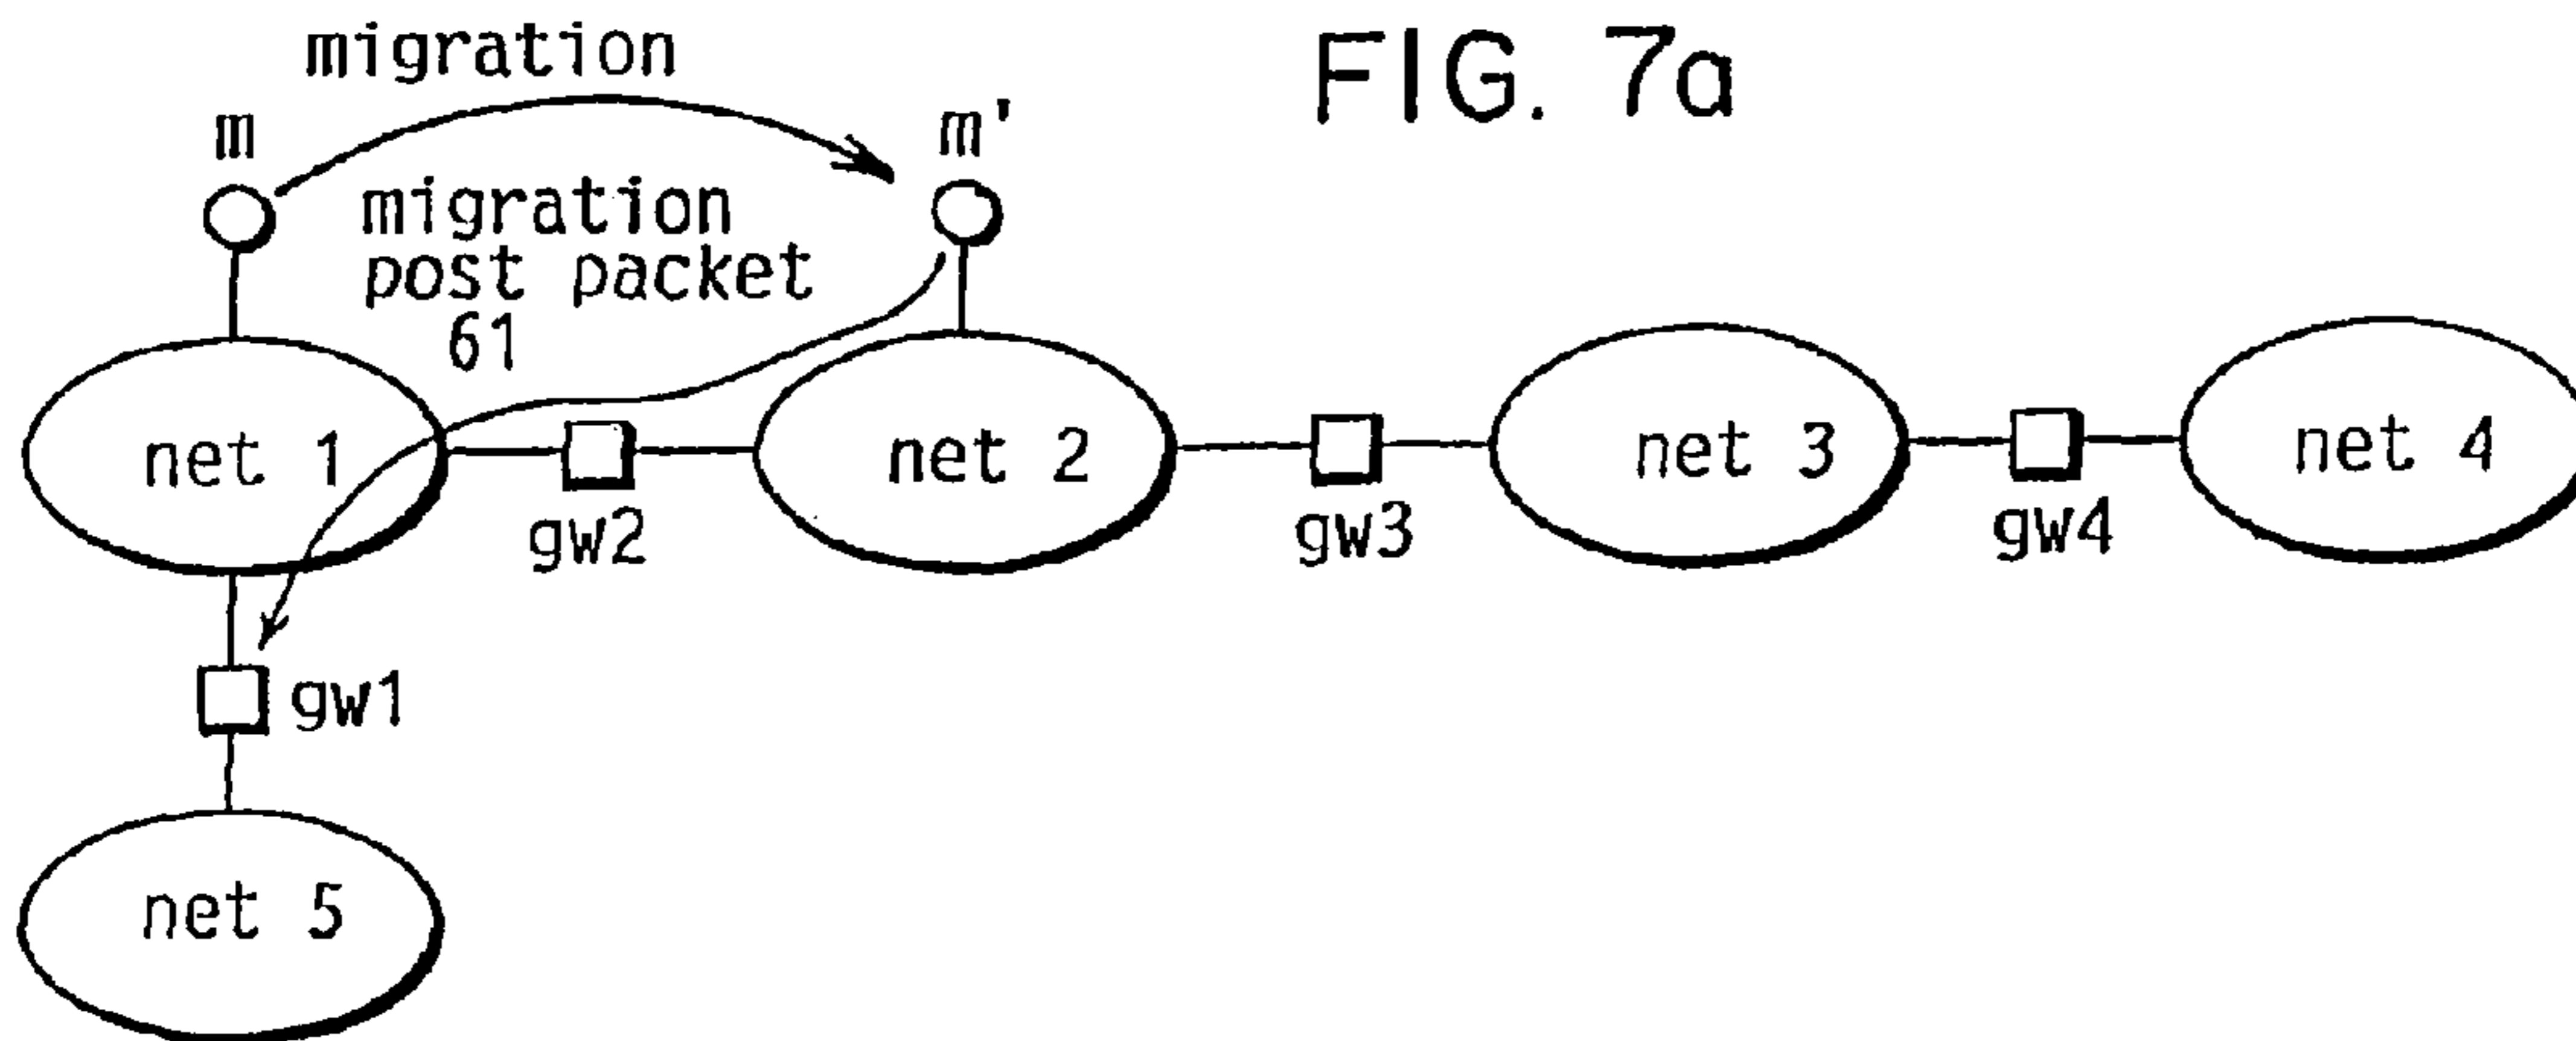 FIG. 7a
migration
m
m'
migration
post packet
61
net 1
net 2
net 3
net 4
gw2
gw3
gw4
gw1
net 5